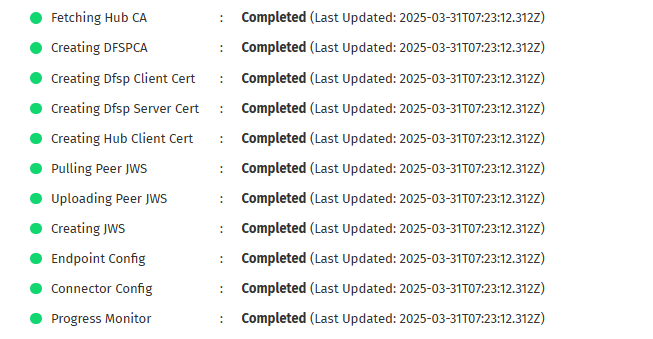 Fetching Hub CA : Completed (Last Updated: 2025-03-31T07:23:12.312Z)
Creating DFSPCA : Completed (Last Updated: 2025-03-31T07:23:12.312Z)
Creating Dfsp Client Cert : Completed (Last Updated: 2025-03-31T07:23:12.312Z)
Creating Dfsp Server Cert : Completed (Last Updated: 2025-03-31T07:23:12.312Z)
Creating Hub Client Cert : Completed (Last Updated: 2025-03-31T07:23:12.312Z)
Pulling Peer JWS : Completed (Last Updated: 2025-03-31T07:23:12.312Z)
Uploading Peer JWS : Completed (Last Updated: 2025-03-31T07:23:12.312Z)
Creating JWS : Completed (Last Updated: 2025-03-31T07:23:12.312Z)
Endpoint Config : Completed (Last Updated: 2025-03-31T07:23:12.312Z)
Connector Config : Completed (Last Updated: 2025-03-31T07:23:12.312Z)
Progress Monitor : Completed (Last Updated: 2025-03-31T07:23:12.312Z)